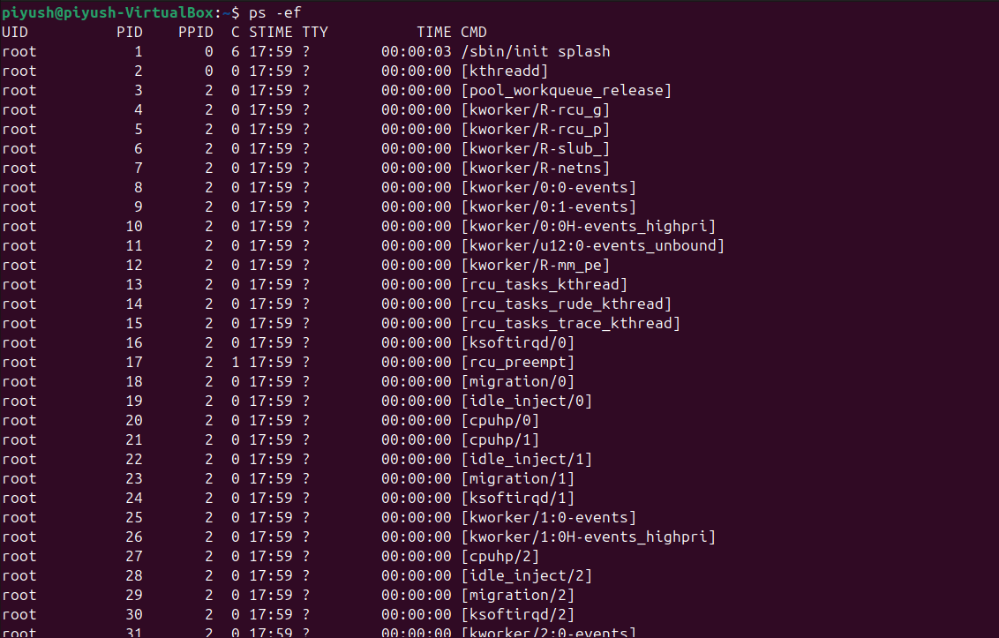 piyush@piyush-VirtualBox:~$ ps -ef
UID          PID    PPID  C STIME TTY          TIME CMD
root           1       0  6 17:59 ?        00:00:03 /sbin/init splash
root           2       0  0 17:59 ?        00:00:00 [kthreadd]
root           3       2  0 17:59 ?        00:00:00 [pool_workqueue_release]
root           4       2  0 17:59 ?        00:00:00 [kworker/R-rcu_g]
root           5       2  0 17:59 ?        00:00:00 [kworker/R-rcu_p]
root           6       2  0 17:59 ?        00:00:00 [kworker/R-slub_]
root           7       2  0 17:59 ?        00:00:00 [kworker/R-netns]
root           8       2  0 17:59 ?        00:00:00 [kworker/0:0-events]
root           9       2  0 17:59 ?        00:00:00 [kworker/0:1-events]
root          10       2  0 17:59 ?        00:00:00 [kworker/0:0H-events_highpri]
root          11       2  0 17:59 ?        00:00:00 [kworker/u12:0-events_unbound]
root          12       2  0 17:59 ?        00:00:00 [kworker/R-mm_pe]
root          13       2  0 17:59 ?        00:00:00 [rcu_tasks_kthread]
root          14       2  0 17:59 ?        00:00:00 [rcu_tasks_rude_kthread]
root          15       2  0 17:59 ?        00:00:00 [rcu_tasks_trace_kthread]
root          16       2  0 17:59 ?        00:00:00 [ksoftirqd/0]
root          17       2  1 17:59 ?        00:00:00 [rcu_preempt]
root          18       2  0 17:59 ?        00:00:00 [migration/0]
root          19       2  0 17:59 ?        00:00:00 [idle_inject/0]
root          20       2  0 17:59 ?        00:00:00 [cpuhp/0]
root          21       2  0 17:59 ?        00:00:00 [cpuhp/1]
root          22       2  0 17:59 ?        00:00:00 [idle_inject/1]
root          23       2  0 17:59 ?        00:00:00 [migration/1]
root          24       2  0 17:59 ?        00:00:00 [ksoftirqd/1]
root          25       2  0 17:59 ?        00:00:00 [kworker/1:0-events]
root          26       2  0 17:59 ?        00:00:00 [kworker/1:0H-events_highpri]
root          27       2  0 17:59 ?        00:00:00 [cpuhp/2]
root          28       2  0 17:59 ?        00:00:00 [idle_inject/2]
root          29       2  0 17:59 ?        00:00:00 [migration/2]
root          30       2  0 17:59 ?        00:00:00 [ksoftirqd/2]
root          31       2  0 17:59 ?        00:00:00 [kworker/2:0-events]